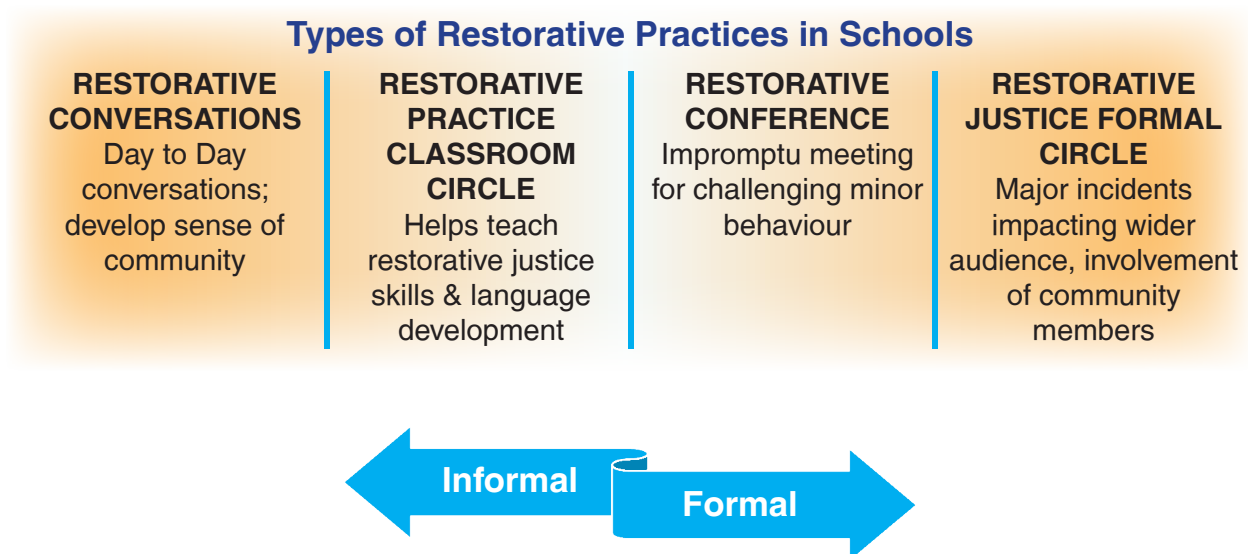 Types of Restorative Practices in Schools
RESTORATIVE
CONVERSATIONS
Day to Day
conversations;
develop sense of
community
RESTORATIVE
PRACTICE
CLASSROOM
CIRCLE
Helps teach
restorative justice
skills & language
development
RESTORATIVE
CONFERENCE
Impromptu meeting
for challenging minor
behaviour
RESTORATIVE
JUSTICE FORMAL
CIRCLE
Major incidents
impacting wider
audience, involvement
of community
members
Informal
Formal